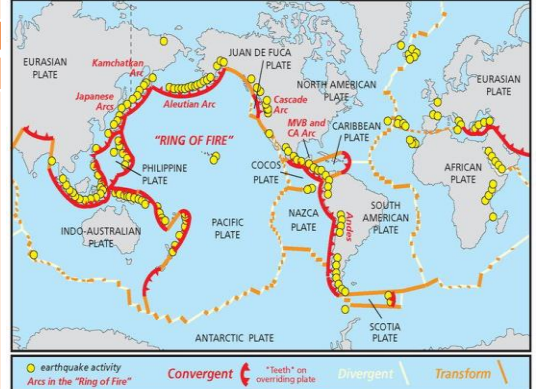 EURASIAN
PLATE
Kamchatkan
Arc
Japanese
Arcs
Aleutian Arc
JUAN DE FUCA
PLATE
NORTH AMERICAN
PLATE
Cascade
Arc
MVB and
CA Arc
CARIBBEAN
PLATE
EURASIAN
PLATE
"RING OF FIRE"
PHILIPPINE
PLATE
COCOS
PLATE
AFRICAN
PLATE
INDO-AUSTRALIAN
PLATE
PACIFIC
PLATE
NAZCA
PLATE
Andes
SOUTH
AMERICAN
PLATE
ANTARCTIC PLATE
SCOTIA
PLATE
earthquake activity
Arcs in the "Ring of Fire"
Convergent
"Teeth" on
overriding plate
Divergent
Transform